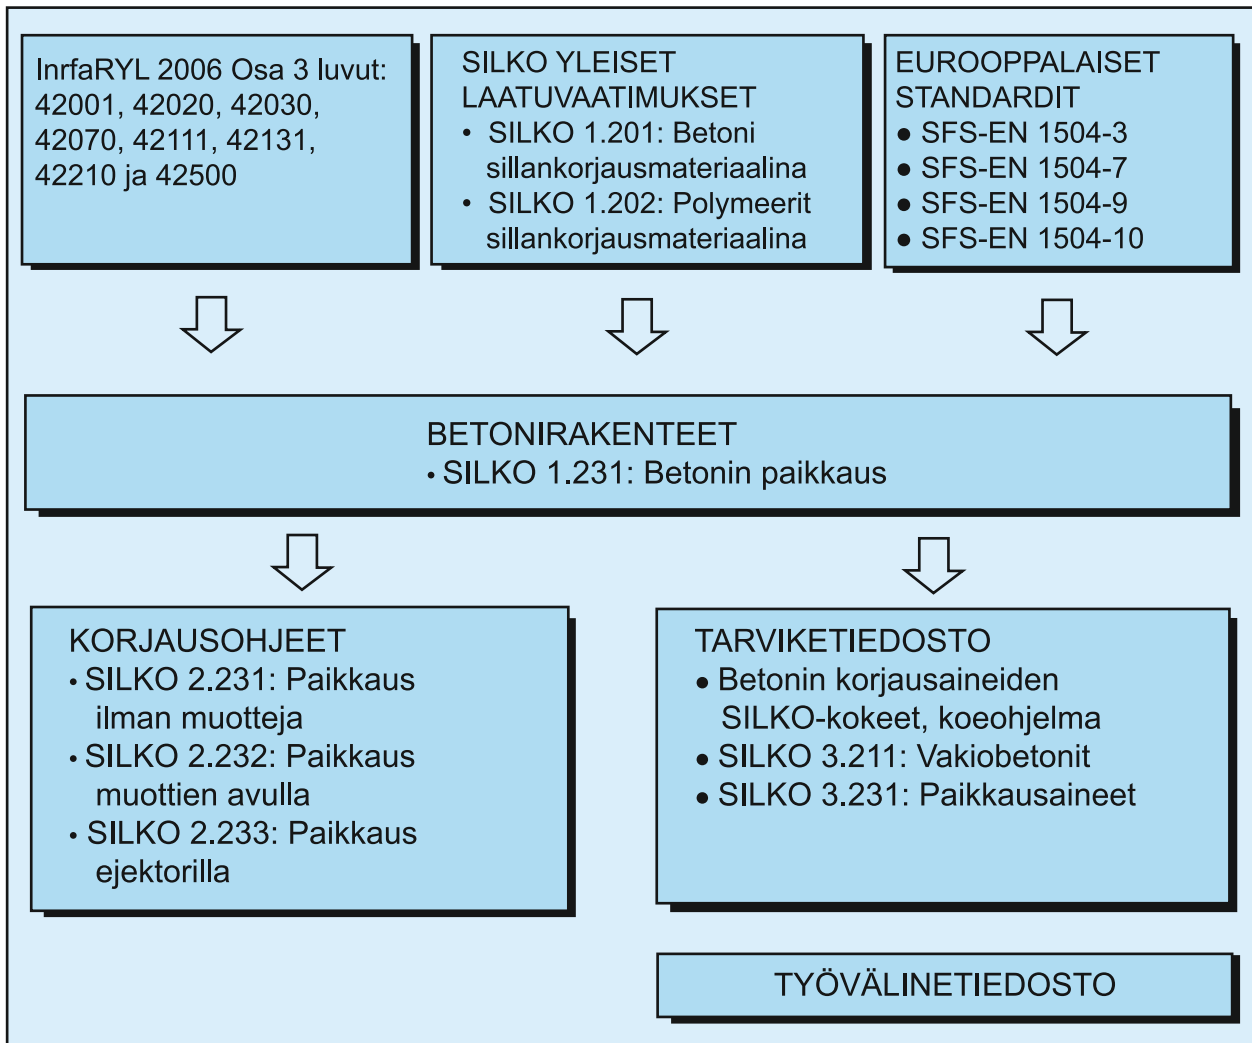 InrfaRYL 2006 Osa 3 luvut:
42001, 42020, 42030,
42070, 42111, 42131,
42210 ja 42500
SILKO YLEISET
LAATUVAATIMUKSET
• SILKO 1.201: Betoni
sillankorjausmateriaalina
• SILKO 1.202: Polymeerit
sillankorjausmateriaalina
EUROOPPALAISET
STANDARDIT
● SFS-EN 1504-3
● SFS-EN 1504-7
● SFS-EN 1504-9
● SFS-EN 1504-10
BETONIRAKENTEET
• SILKO 1.231: Betonin paikkaus
KORJAUSOHJEET
• SILKO 2.231: Paikkaus
ilman muotteja
• SILKO 2.232: Paikkaus
muottien avulla
• SILKO 2.233: Paikkaus
ejektorilla
TARVIKETIEDOSTO
● Betonin korjausaineiden
SILKO-kokeet, koeohjelma
● SILKO 3.211: Vakiobetonit
● SILKO 3.231: Paikkausaineet
TYÖVÄLINETIEDOSTO